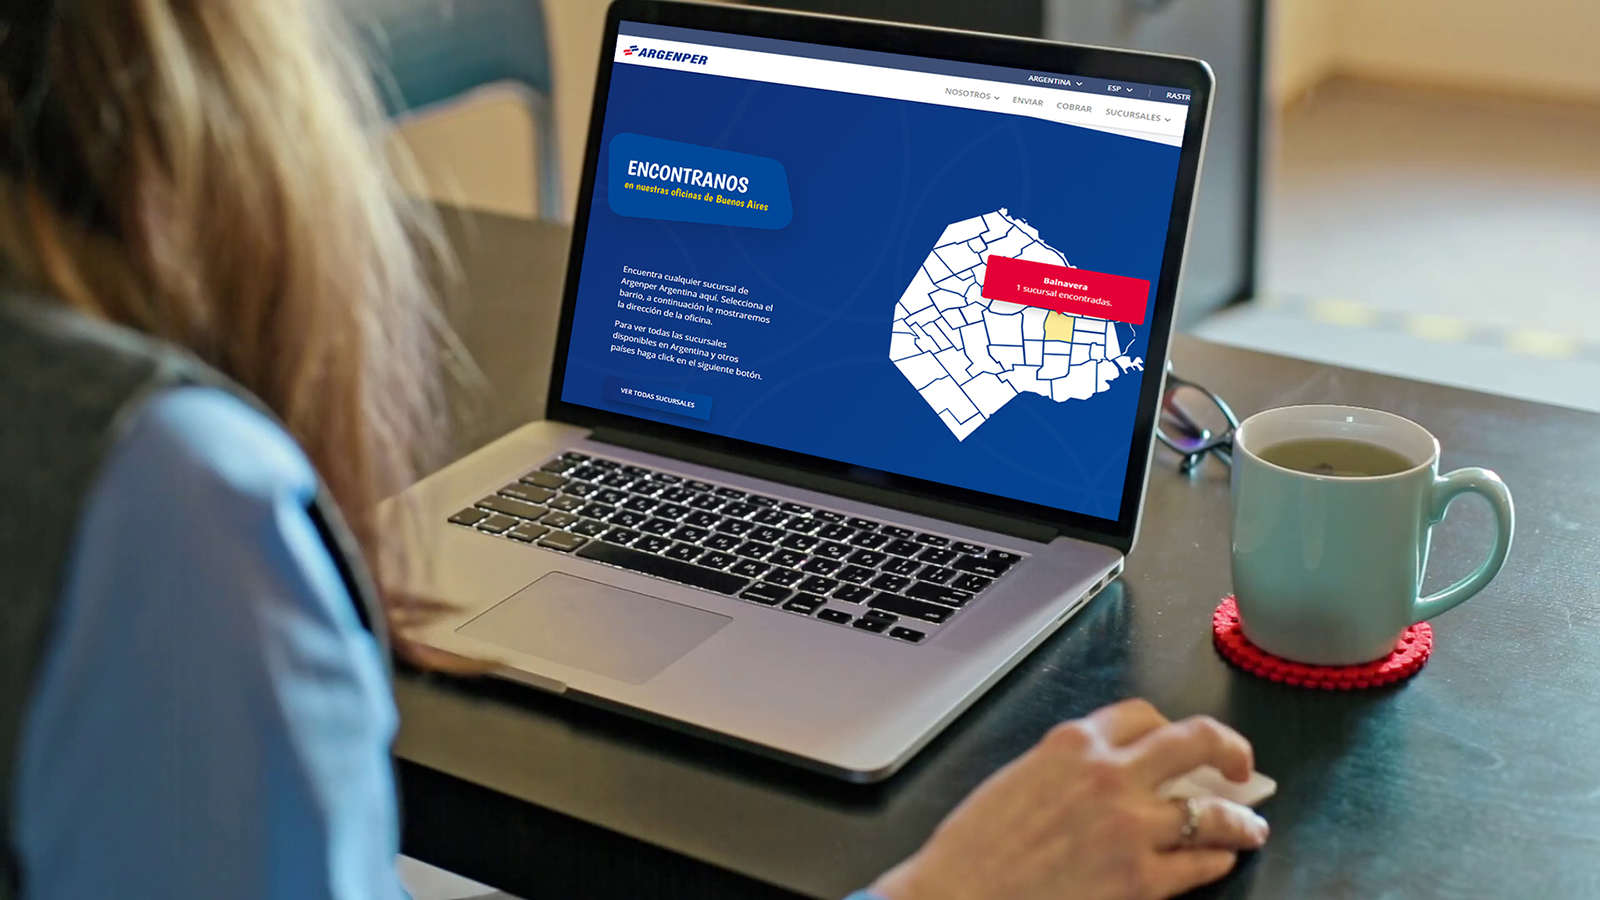 ARGENPER
ARGENTINA
ESP
RASTR
NOSOTROS
ENVIAR
COBRAR
SUCURSALES
ENCONTRANOS
en nuestras oficinas de Buenos Aires
Encuentra cualquier sucursal de
Argenper Argentina aquí. Selecciona el
barrio, a continuación le mostraremos
la dirección de la oficina.
Para ver todas las sucursales
disponibles en Argentina y otros
países haga click en el siguiente botón.
VER TODAS SUCURSALES
Balnavera
1 sucursal encontradas.